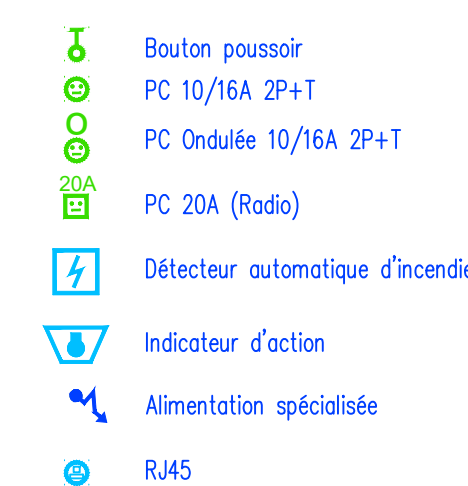 Bouton poussoir
PC 10/16A 2P+T
O
PC Ondulée 10/16A 2P+T
20A
PC 20A (Radio)
Détecteur automatique d'incendie
Indicateur d'action
Alimentation spécialisée
RJ45